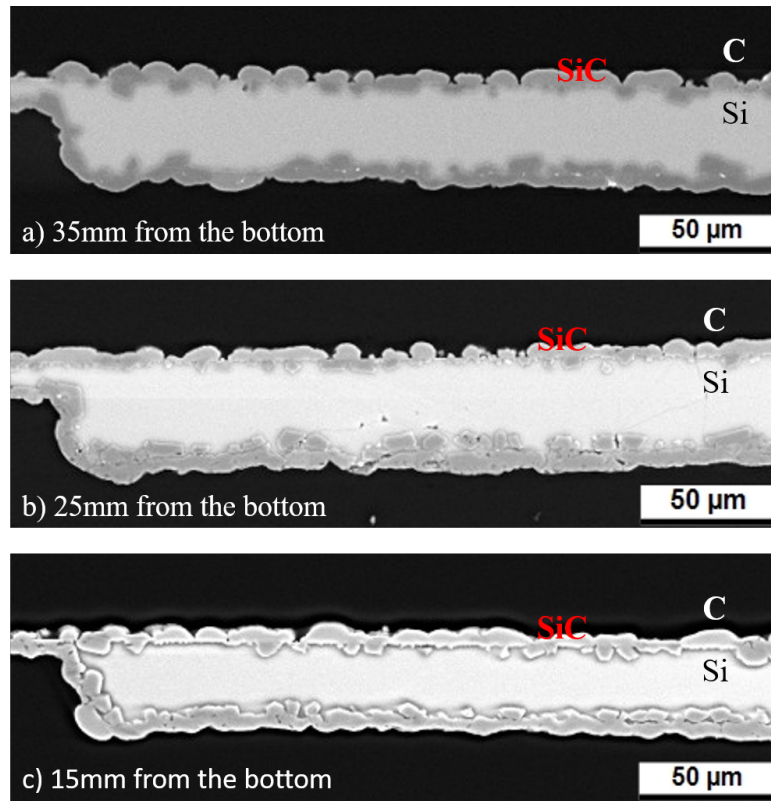 C
SiC
Si
a) 35mm from the bottom
50 µm
C
SiC
Si
b) 25mm from the bottom
50 µm
C
SiC
Si
c) 15mm from the bottom
50 µm